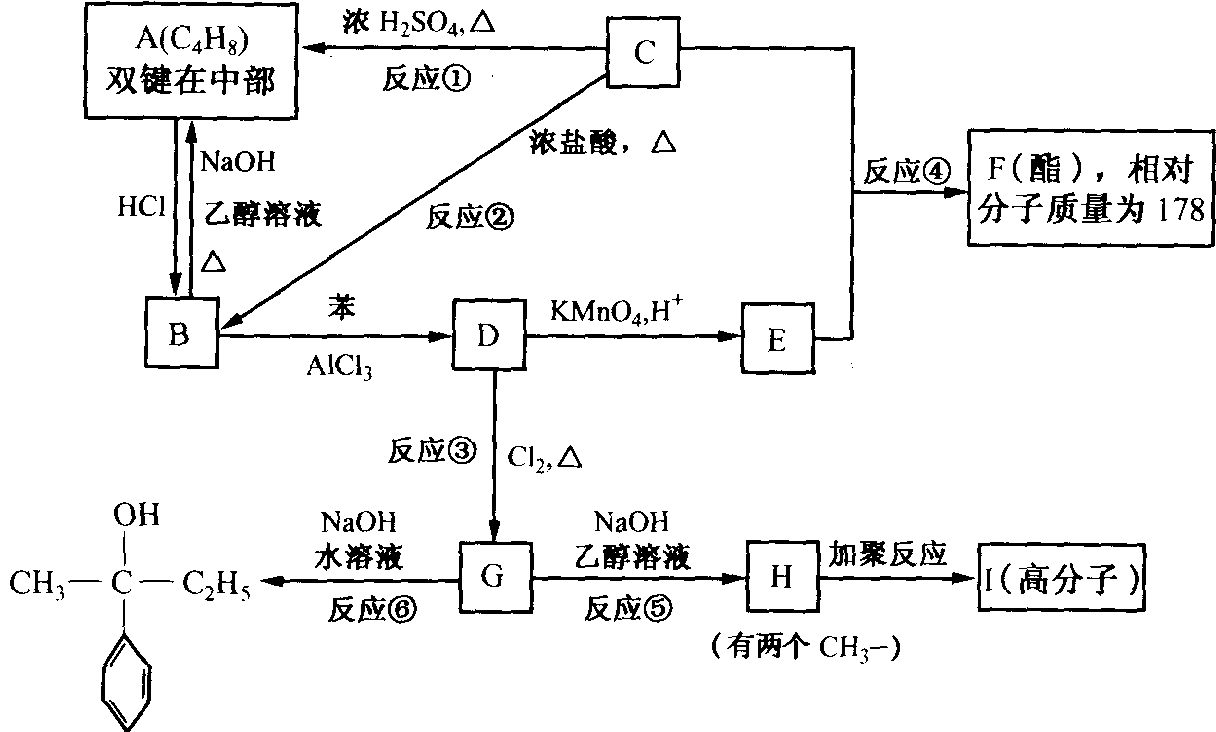 A(C₄H₈)
双键在中部
浓 H₂SO₄,△
反应①
C
NaOH
乙醇溶液
△
HCl
浓盐酸，△
反应②
反应④
F(酯)，相对
分子质量为 178
B
苯
AlCl₃
D
KMnO₄,H⁺
E
反应③
Cl₂,△
OH
CH₃—C—C₂H₅
NaOH
水溶液
反应⑥
G
NaOH
乙醇溶液
反应⑤
H
(有两个 CH₃—)
加聚反应
I(高分子)